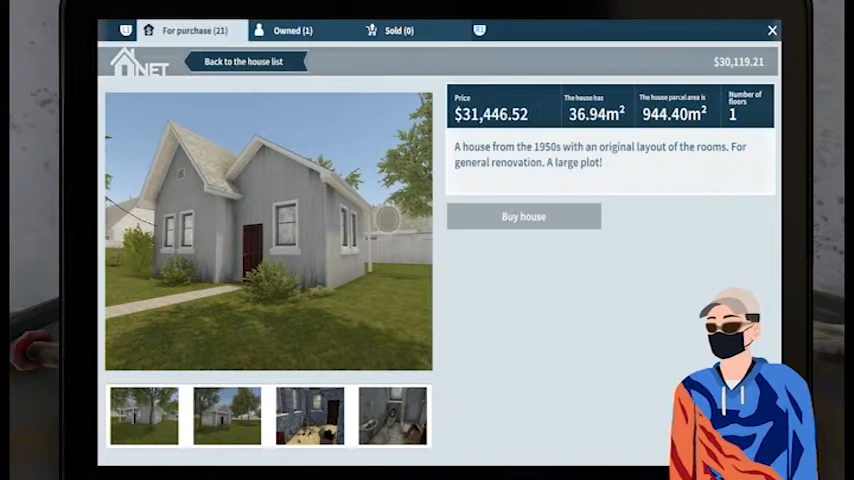 L1
For purchase (21)
Owned (1)
Sold (0)
R1
NET
Back to the house list
$30,119.21
Price
$31,446.52
The house has
36.94m²
The house parcel area is
944.40m²
Number of
floors
1
A house from the 1950s with an original layout of the rooms. For
general renovation. A large plot!
Buy house